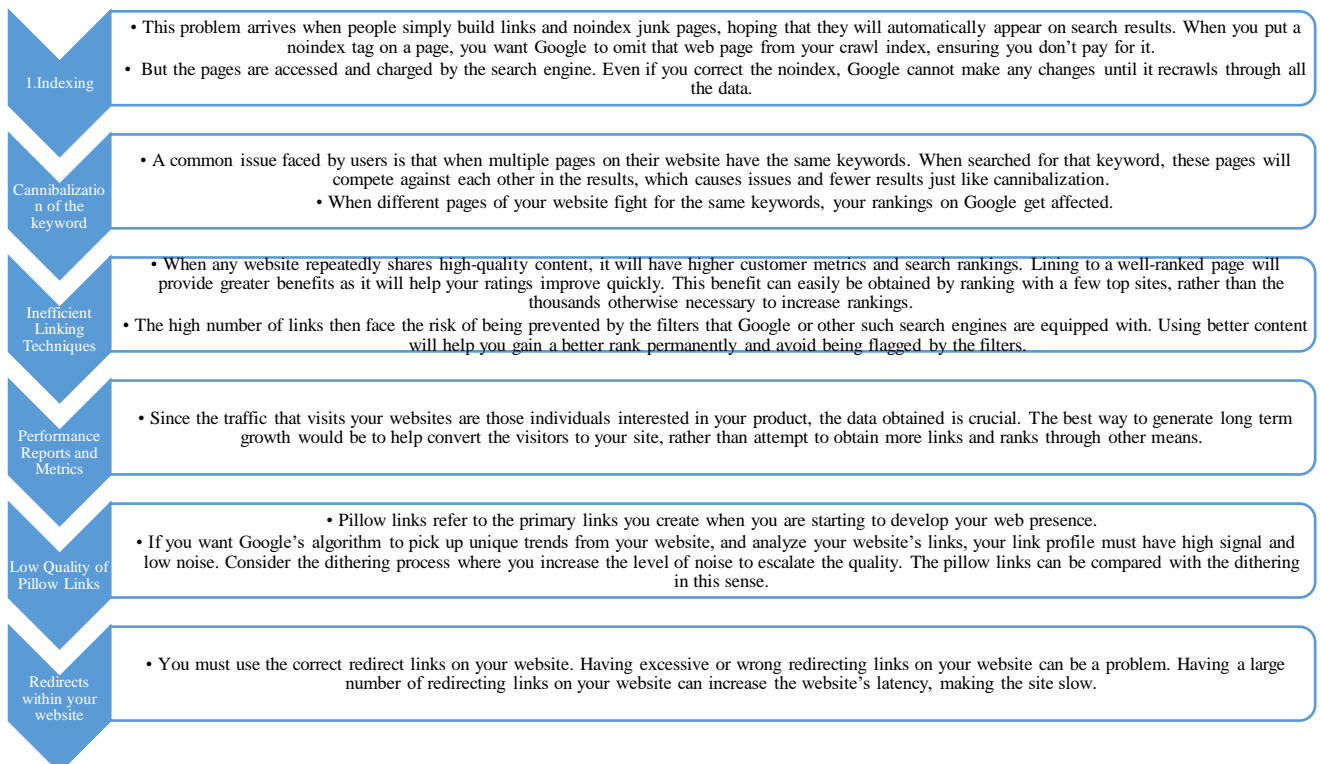 1.Indexing
• This problem arrives when people simply build links and noindex junk pages, hoping that they will automatically appear on search results. When you put a
noindex tag on a page, you want Google to omit that web page from your crawl index, ensuring you don't pay for it.
• But the pages are accessed and charged by the search engine. Even if you correct the noindex, Google cannot make any changes until it recrawls through all
the data.
Cannibalizatio
n of the
keyword
• A common issue faced by users is that when multiple pages on their website have the same keywords. When searched for that keyword, these pages will
compete against each other in the results, which causes issues and fewer results just like cannibalization.
• When different pages of your website fight for the same keywords, your rankings on Google get affected.
Inefficient
Linking
Techniques
• When any website repeatedly shares high-quality content, it will have higher customer metrics and search rankings. Lining to a well-ranked page will
provide greater benefits as it will help your ratings improve quickly. This benefit can easily be obtained by ranking with a few top sites, rather than the
thousands otherwise necessary to increase rankings.
• The high number of links then face the risk of being prevented by the filters that Google or other such search engines are equipped with. Using better content
will help you gain a better rank permanently and avoid being flagged by the filters.
Performance
Reports and
Metrics
• Since the traffic that visits your websites are those individuals interested in your product, the data obtained is crucial. The best way to generate long term
growth would be to help convert the visitors to your site, rather than attempt to obtain more links and ranks through other means.
Low Quality of
Pillow Links
• Pillow links refer to the primary links you create when you are starting to develop your web presence.
• If you want Google's algorithm to pick up unique trends from your website, and analyze your website's links, your link profile must have high signal and
low noise. Consider the dithering process where you increase the level of noise to escalate the quality. The pillow links can be compared with the dithering
in this sense.
Redirects
within your
website
• You must use the correct redirect links on your website. Having excessive or wrong redirecting links on your website can be a problem. Having a large
number of redirecting links on your website can increase the website's latency, making the site slow.